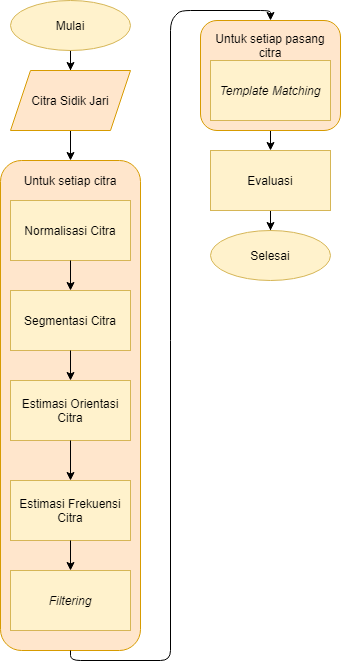 Mulai
Citra Sidik Jari
Untuk setiap citra
Normalisasi Citra
Segmentasi Citra
Estimasi Orientasi
Citra
Estimasi Frekuensi
Citra
Filtering
Untuk setiap pasang
citra
Template Matching
Evaluasi
Selesai